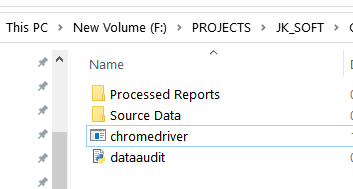 This PC > New Volume (F:) > PROJECTS > JK_SOFT >
Name
Processed Reports
Source Data
chromedriver
dataaudit